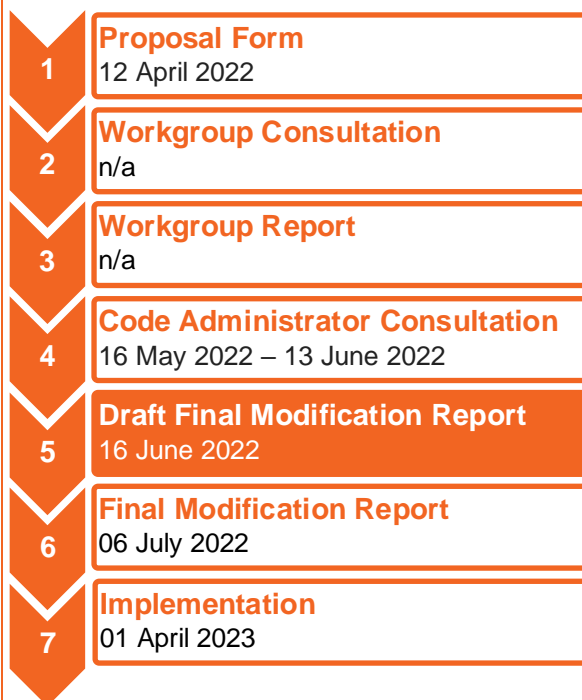 1
Proposal Form
12 April 2022
2
Workgroup Consultation
n/a
3
Workgroup Report
n/a
4
Code Administrator Consultation
16 May 2022 – 13 June 2022
5
Draft Final Modification Report
16 June 2022
6
Final Modification Report
06 July 2022
7
Implementation
01 April 2023